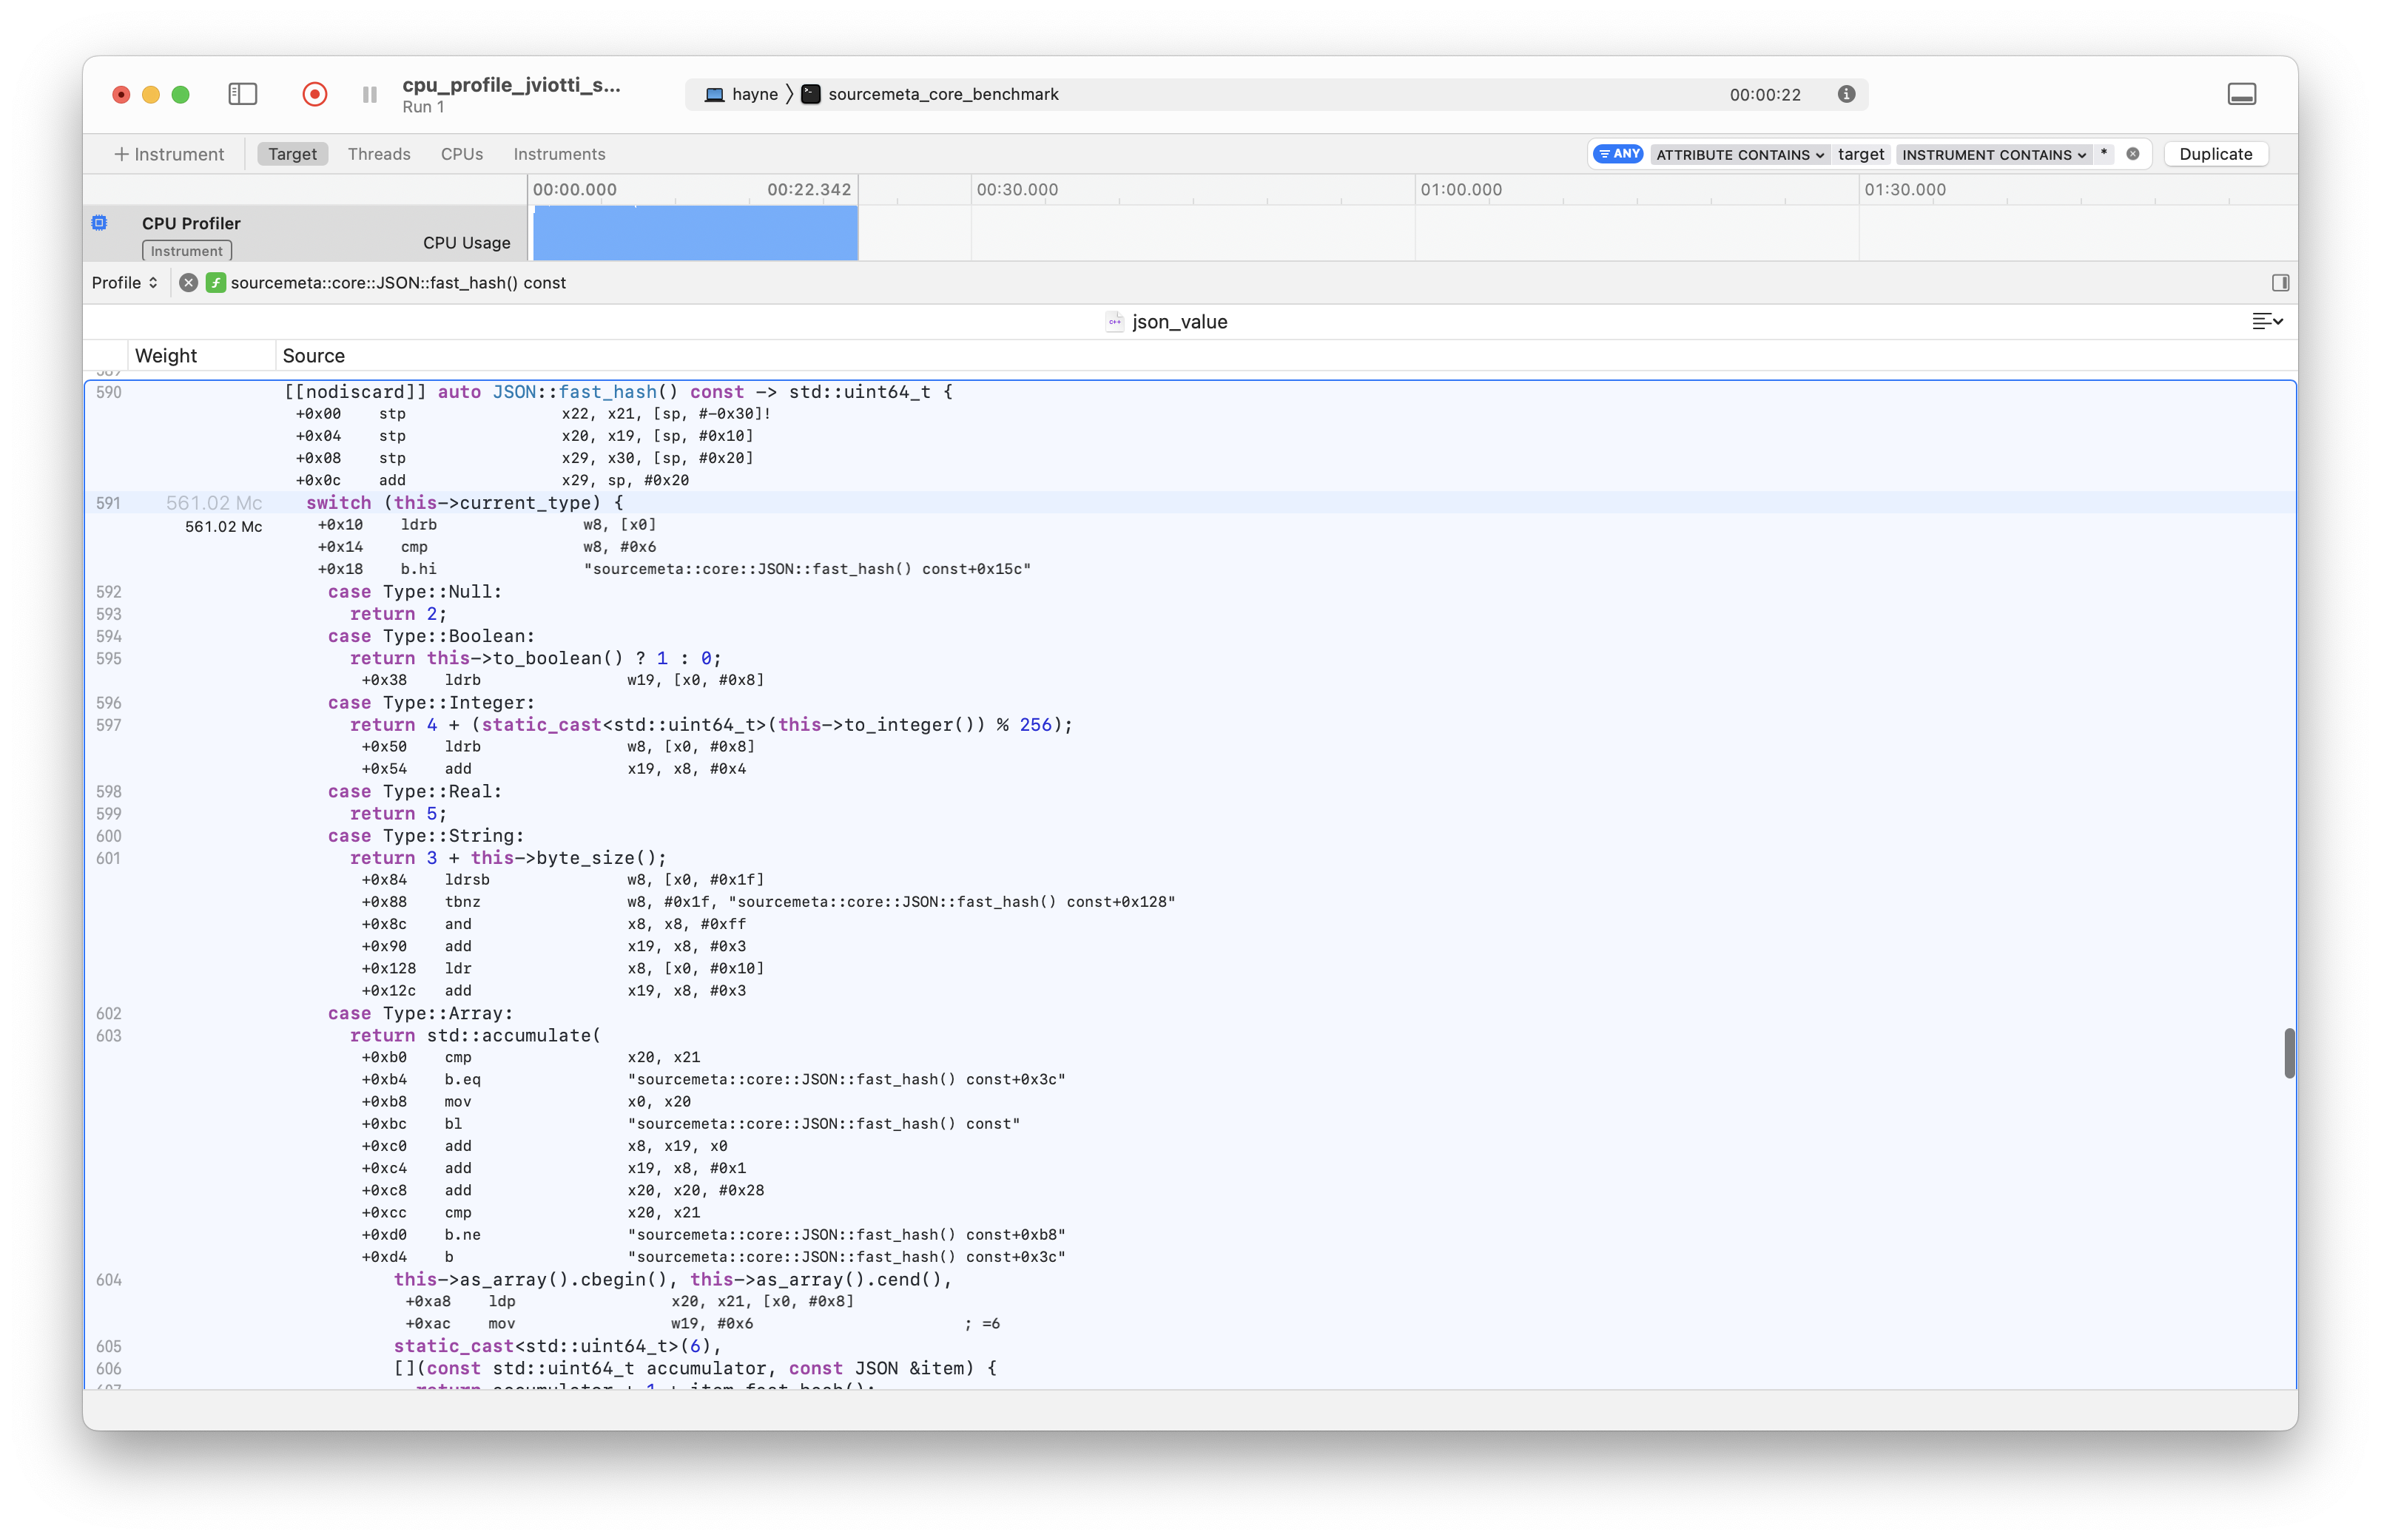 cpu_profile_jviotti_s...
Run 1
hayne 〉 sourcemeta_core_benchmark 00:00:22
+ Instrument Target Threads CPUs Instruments ANY ATTRIBUTE CONTAINS target INSTRUMENT CONTAINS * Duplicate
00:00.000 00:22.342 00:30.000 01:00.000 01:30.000
CPU Profiler
Instrument
CPU Usage
Profile sourcemeta::core::JSON::fast_hash() const
C++ json_value
Weight Source
589
590 [[nodiscard]] auto JSON::fast_hash() const -> std::uint64_t {
+0x00 stp x22, x21, [sp, #-0x30]!
+0x04 stp x20, x19, [sp, #0x10]
+0x08 stp x29, x30, [sp, #0x20]
+0x0c add x29, sp, #0x20
591 561.02 Mc switch (this->current_type) {
561.02 Mc +0x10 ldrb w8, [x0]
+0x14 cmp w8, #0x6
+0x18 b.hi "sourcemeta::core::JSON::fast_hash() const+0x15c"
592 case Type::Null:
593 return 2;
594 case Type::Boolean:
595 return this->to_boolean() ? 1 : 0;
+0x38 ldrb w19, [x0, #0x8]
596 case Type::Integer:
597 return 4 + (static_cast<std::uint64_t>(this->to_integer()) % 256);
+0x50 ldrb w8, [x0, #0x8]
+0x54 add x19, x8, #0x4
598 case Type::Real:
599 return 5;
600 case Type::String:
601 return 3 + this->byte_size();
+0x84 ldrsb w8, [x0, #0x1f]
+0x88 tbnz w8, #0x1f, "sourcemeta::core::JSON::fast_hash() const+0x128"
+0x8c and x8, x8, #0xff
+0x90 add x19, x8, #0x3
+0x128 ldr x8, [x0, #0x10]
+0x12c add x19, x8, #0x3
602 case Type::Array:
603 return std::accumulate(
+0xb0 cmp x20, x21
+0xb4 b.eq "sourcemeta::core::JSON::fast_hash() const+0x3c"
+0xb8 mov x0, x20
+0xbc bl "sourcemeta::core::JSON::fast_hash() const"
+0xc0 add x8, x19, x0
+0xc4 add x19, x8, #0x1
+0xc8 add x20, x20, #0x28
+0xcc cmp x20, x21
+0xd0 b.ne "sourcemeta::core::JSON::fast_hash() const+0xb8"
+0xd4 b "sourcemeta::core::JSON::fast_hash() const+0x3c"
604 this->as_array().cbegin(), this->as_array().cend(),
+0xa8 ldp x20, x21, [x0, #0x8]
+0xac mov w19, #0x6 ; =6
605 static_cast<std::uint64_t>(6),
606 [](const std::uint64_t accumulator, const JSON &item) {
607 return accumulator + 1 + item.fast_hash();